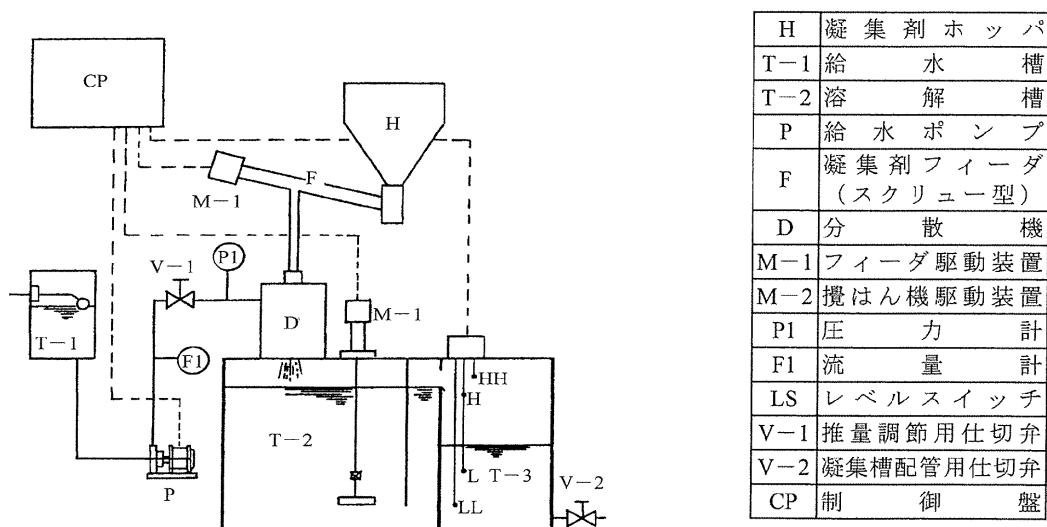 CP
H
F
M－1
V－1
P1
T－1
F1
D
M－1
HH
H
T－2
L
T－3
LL
V－2
P
H 凝集剤ホッパ
T－1 給水槽
T－2 溶解槽
P 給水ポンプ
F 凝集剤フィーダ
（スクリュー型）
D 分散機
M－1 フィーダ駆動装置
M－2 攪はん機駆動装置
P1 圧力計
F1 流量計
LS レベルスイッチ
V－1 推量調節用仕切弁
V－2 凝集槽配管用仕切弁
CP 制御盤